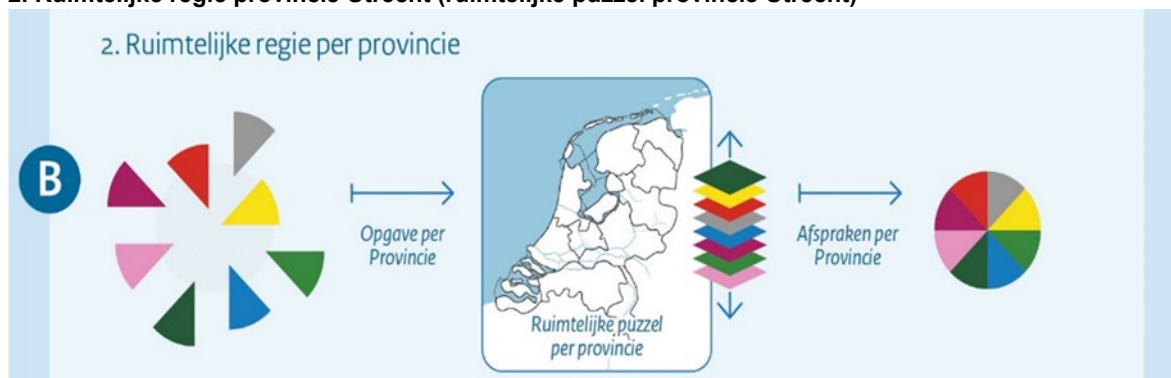 2. Ruimtelijke regie provincie Utrecht (ruimtelijke puzzel provincie Utrecht)
2. Ruimtelijke regie per provincie
B
Opgave per
Provincie
Ruimtelijke puzzel
per provincie
Afspraken per
Provincie